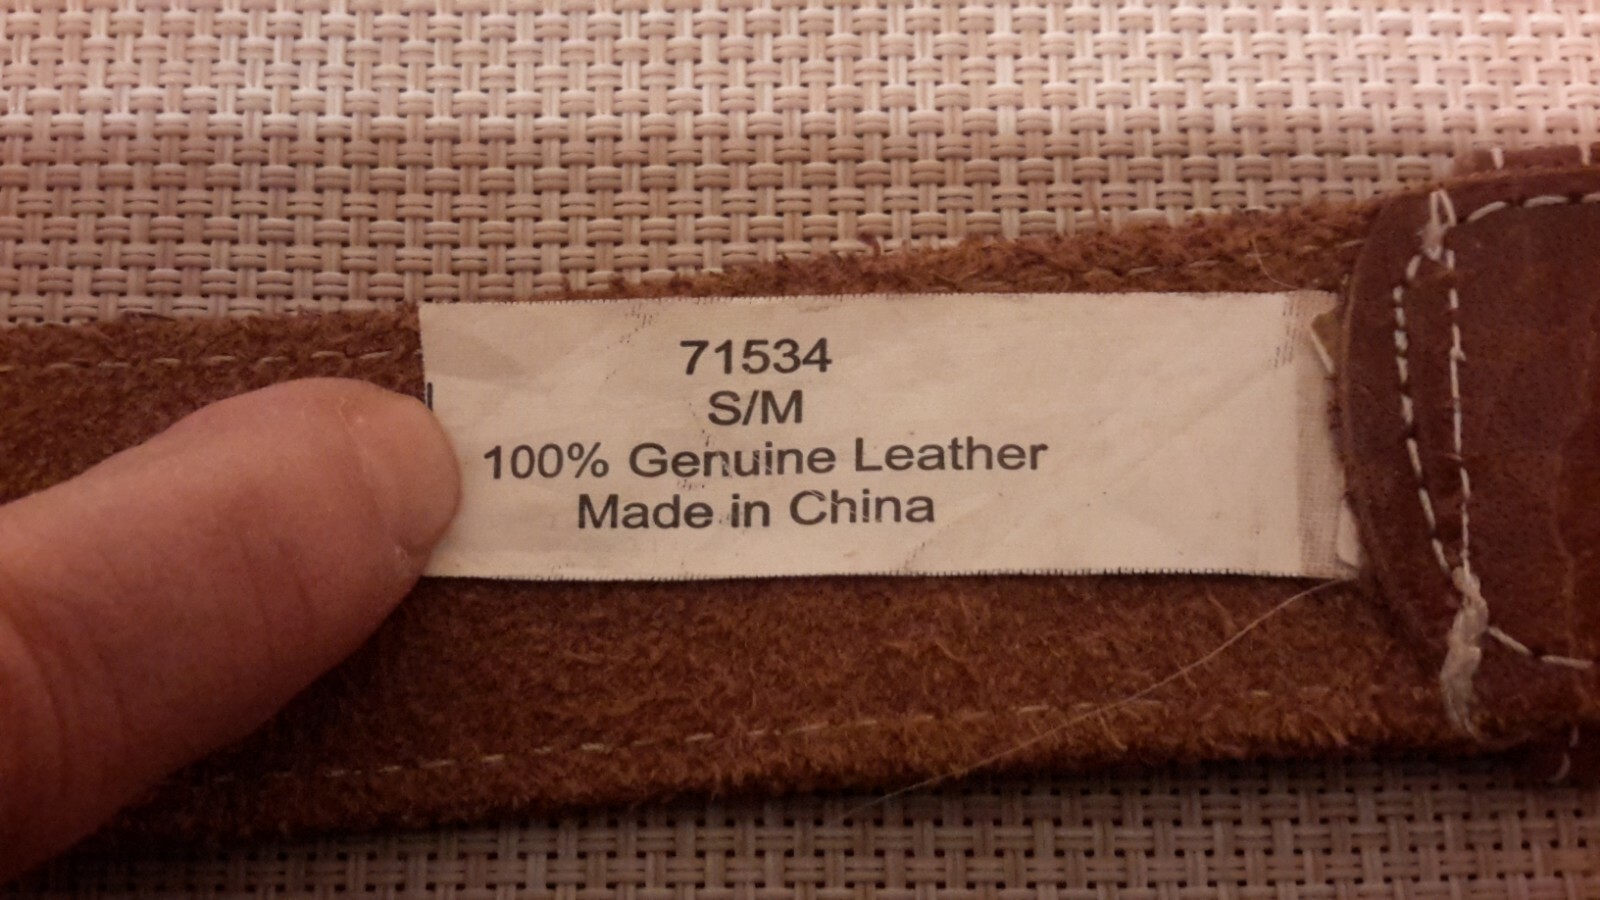 71534
S/M
100% Genuine Leather
Made in China